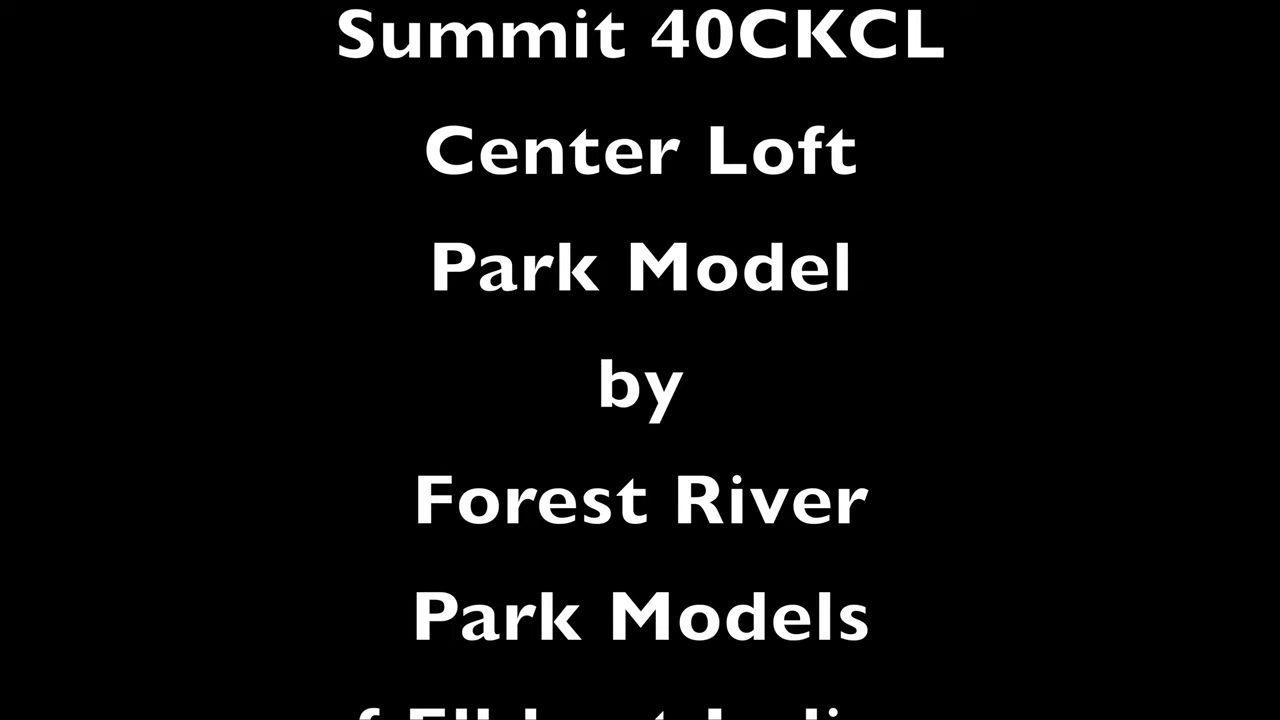 Summit 40CKCL
Center Loft
Park Model
by
Forest River
Park Models